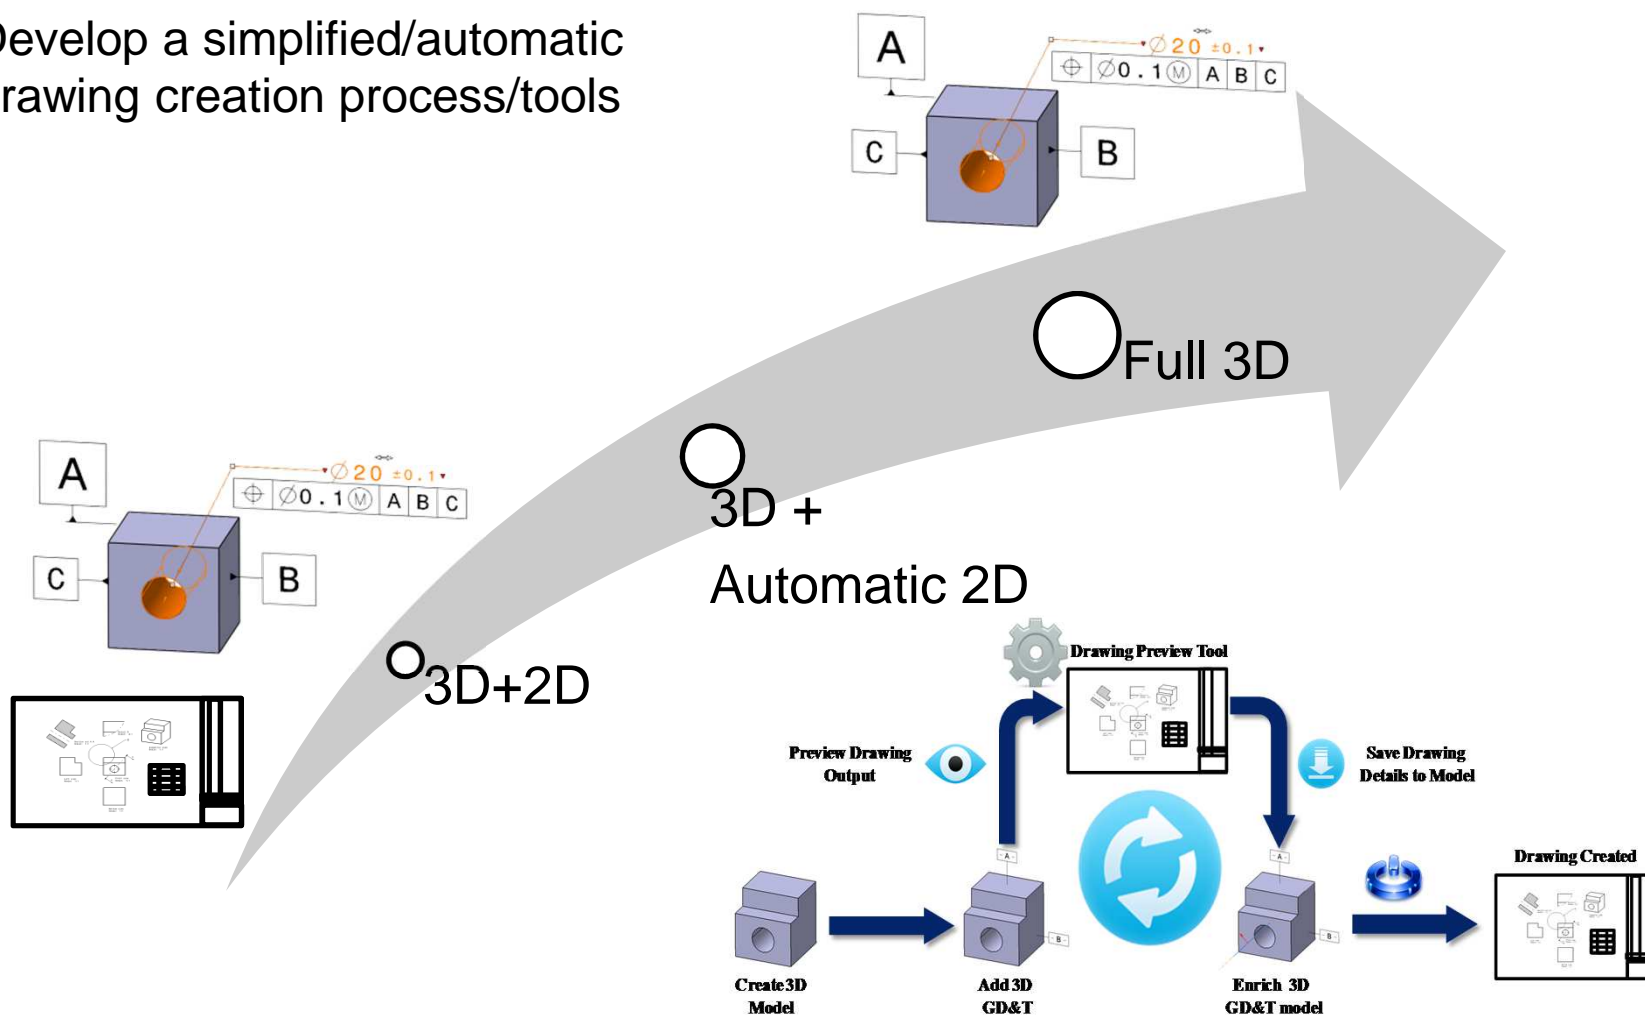 Develop a simplified/automatic
rawing creation process/tools
A
Ø20 ±0.1
⌖ Ø0.1 Ⓜ A B C
C
B
Full 3D
A
Ø20 ±0.1
⌖ Ø0.1 Ⓜ A B C
C
B
3D +
Automatic 2D
3D+2D
Drawing Preview Tool
Preview Drawing
Output
Save Drawing
Details to Model
- A -
- A -
Drawing Created
- B -
- B -
Create 3D
Model
Add 3D
GD&T
Enrich 3D
GD&T model